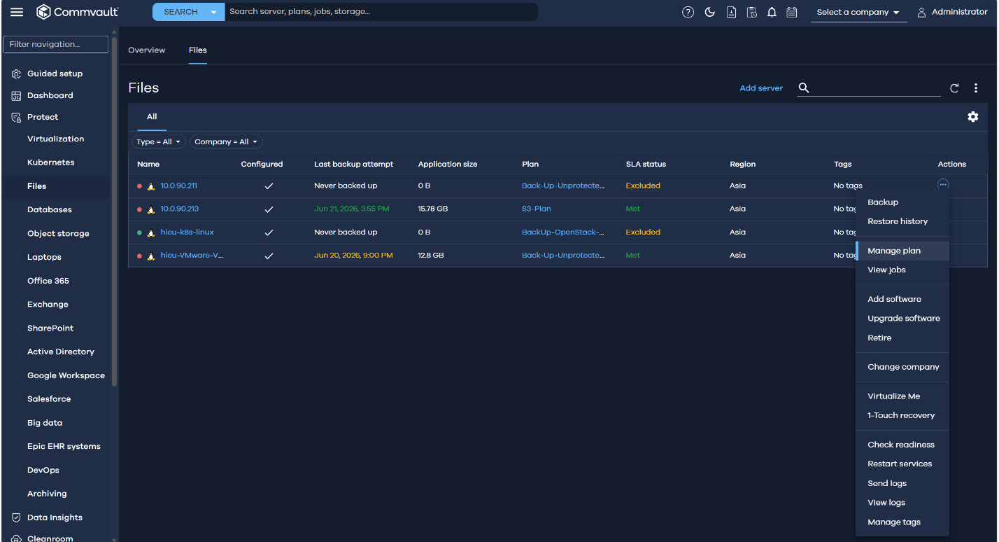 Commvault®
SEARCH
Search server, plans, jobs, storage...
Select a company
Administrator
Filter navigation...
Guided setup
Dashboard
Protect
Virtualization
Kubernetes
Files
Databases
Object storage
Laptops
Office 365
Exchange
SharePoint
Active Directory
Google Workspace
Salesforce
Big data
Epic EHR systems
DevOps
Archiving
Data Insights
Cleanroom
Overview Files
Files
Add server
All
Type = All Company = All
Name Configured Last backup attempt Application size Plan SLA status Region Tags Actions
10.0.90.211 Never backed up 0 B Back-Up-Unprotecte... Excluded Asia No tags
10.0.90.213 Jun 21, 2026, 3:55 PM 15.78 GB S3-Plan Met Asia No tag
hieu-k8s-linux Never backed up 0 B BackUp-OpenStack-... Excluded Asia No tag
hieu-VMware-V... Jun 20, 2026, 9:00 PM 12.8 GB Back-Up-Unprotecte... Met Asia No tag
Backup
Restore history
Manage plan
View jobs
Add software
Upgrade software
Retire
Change company
Virtualize Me
1-Touch recovery
Check readiness
Restart services
Send logs
View logs
Manage tags